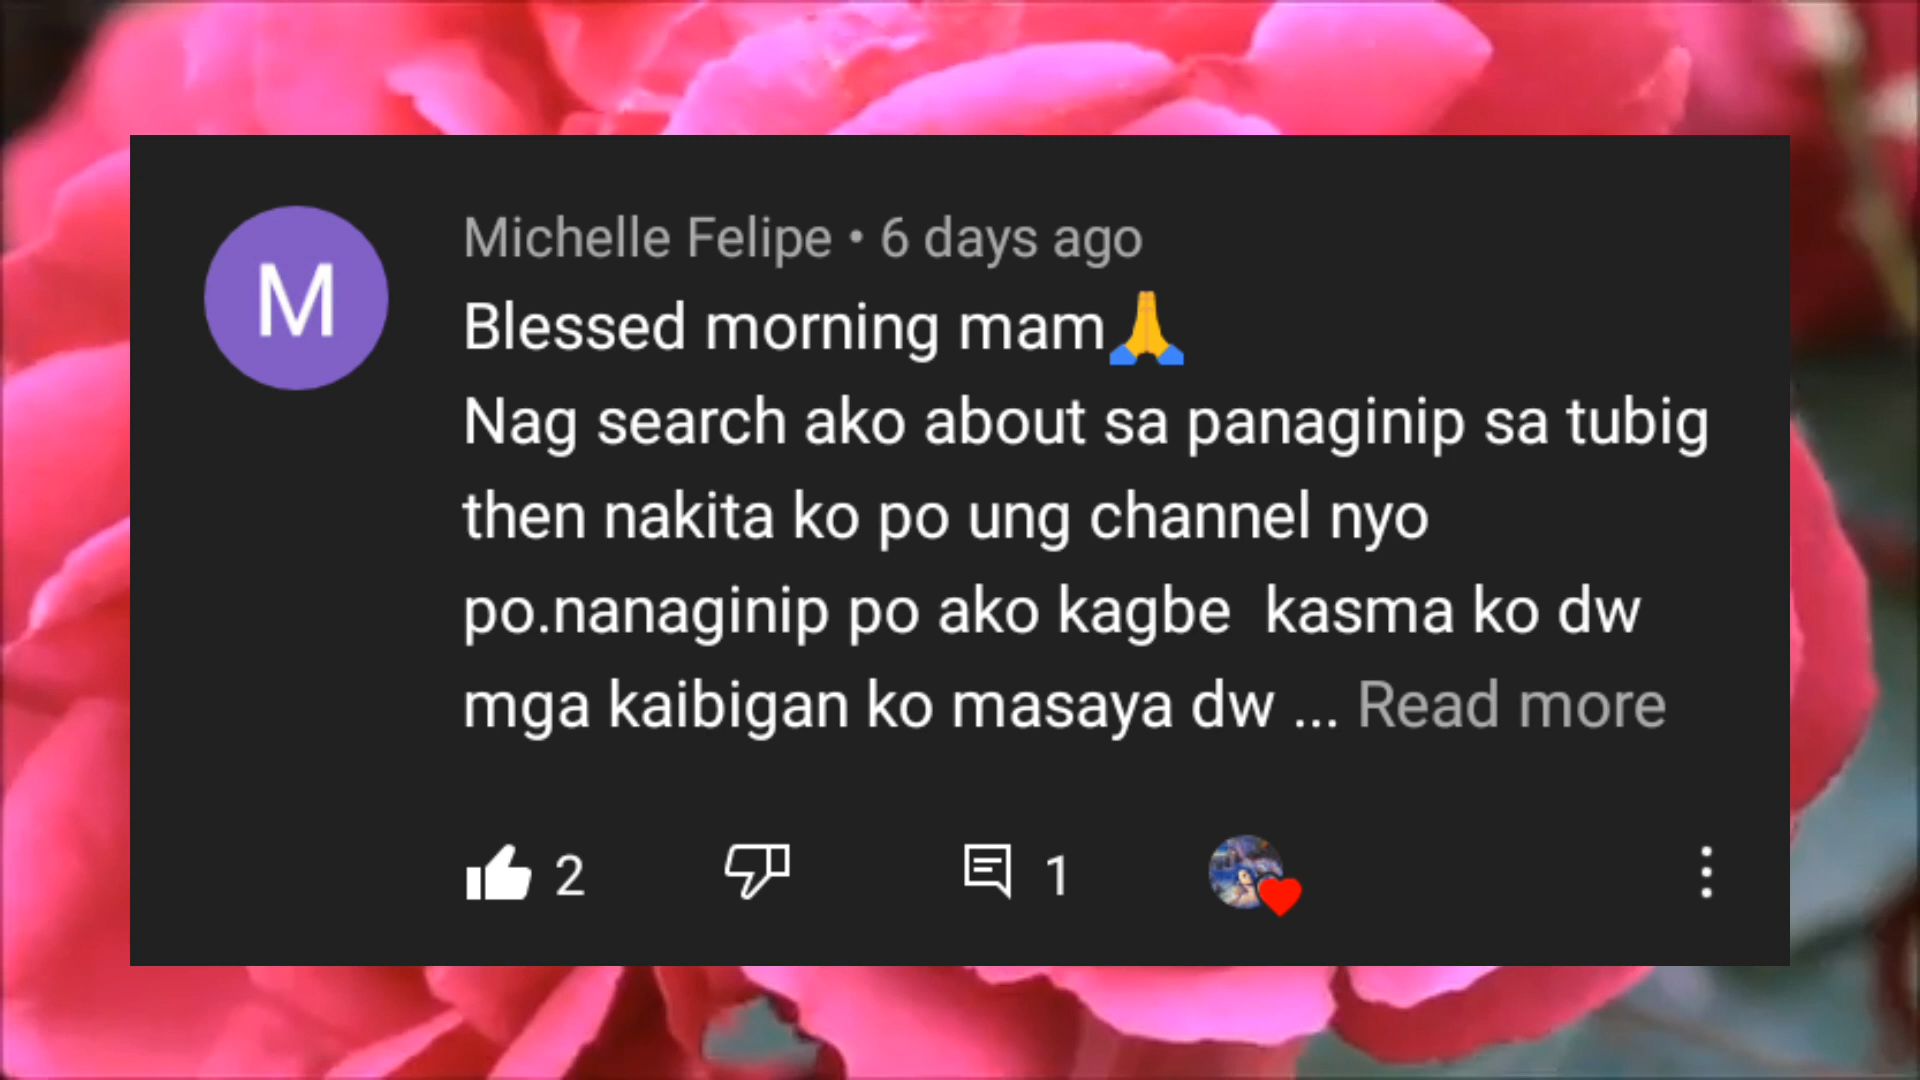 M
Michelle Felipe • 6 days ago
Blessed morning mam🙏
Nag search ako about sa panaginip sa tubig
then nakita ko po ung channel nyo
po.nanaginip po ako kagbe  kasma ko dw
mga kaibigan ko masaya dw ... Read more
2 1